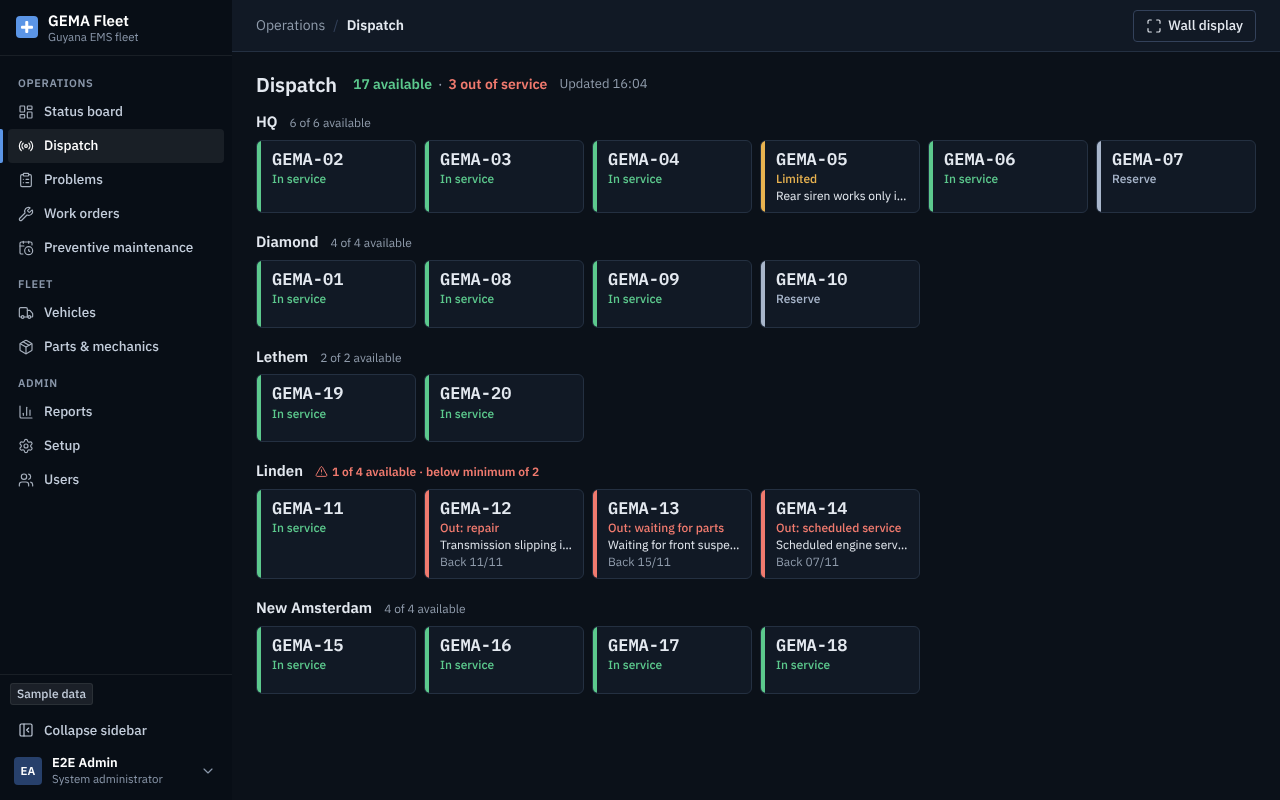 GEMA Fleet
Guyana EMS fleet
OPERATIONS
Status board
Dispatch
Problems
Work orders
Preventive maintenance
FLEET
Vehicles
Parts & mechanics
ADMIN
Reports
Setup
Users
Sample data
Collapse sidebar
EA
E2E Admin
System administrator
Operations / Dispatch
Wall display
Dispatch 17 available · 3 out of service Updated 16:04
HQ 6 of 6 available
GEMA-02
In service
GEMA-03
In service
GEMA-04
In service
GEMA-05
Limited
Rear siren works only i...
GEMA-06
In service
GEMA-07
Reserve
Diamond 4 of 4 available
GEMA-01
In service
GEMA-08
In service
GEMA-09
In service
GEMA-10
Reserve
Lethem 2 of 2 available
GEMA-19
In service
GEMA-20
In service
Linden 1 of 4 available · below minimum of 2
GEMA-11
In service
GEMA-12
Out: repair
Transmission slipping i...
Back 11/11
GEMA-13
Out: waiting for parts
Waiting for front suspe...
Back 15/11
GEMA-14
Out: scheduled service
Scheduled engine serv...
Back 07/11
New Amsterdam 4 of 4 available
GEMA-15
In service
GEMA-16
In service
GEMA-17
In service
GEMA-18
In service